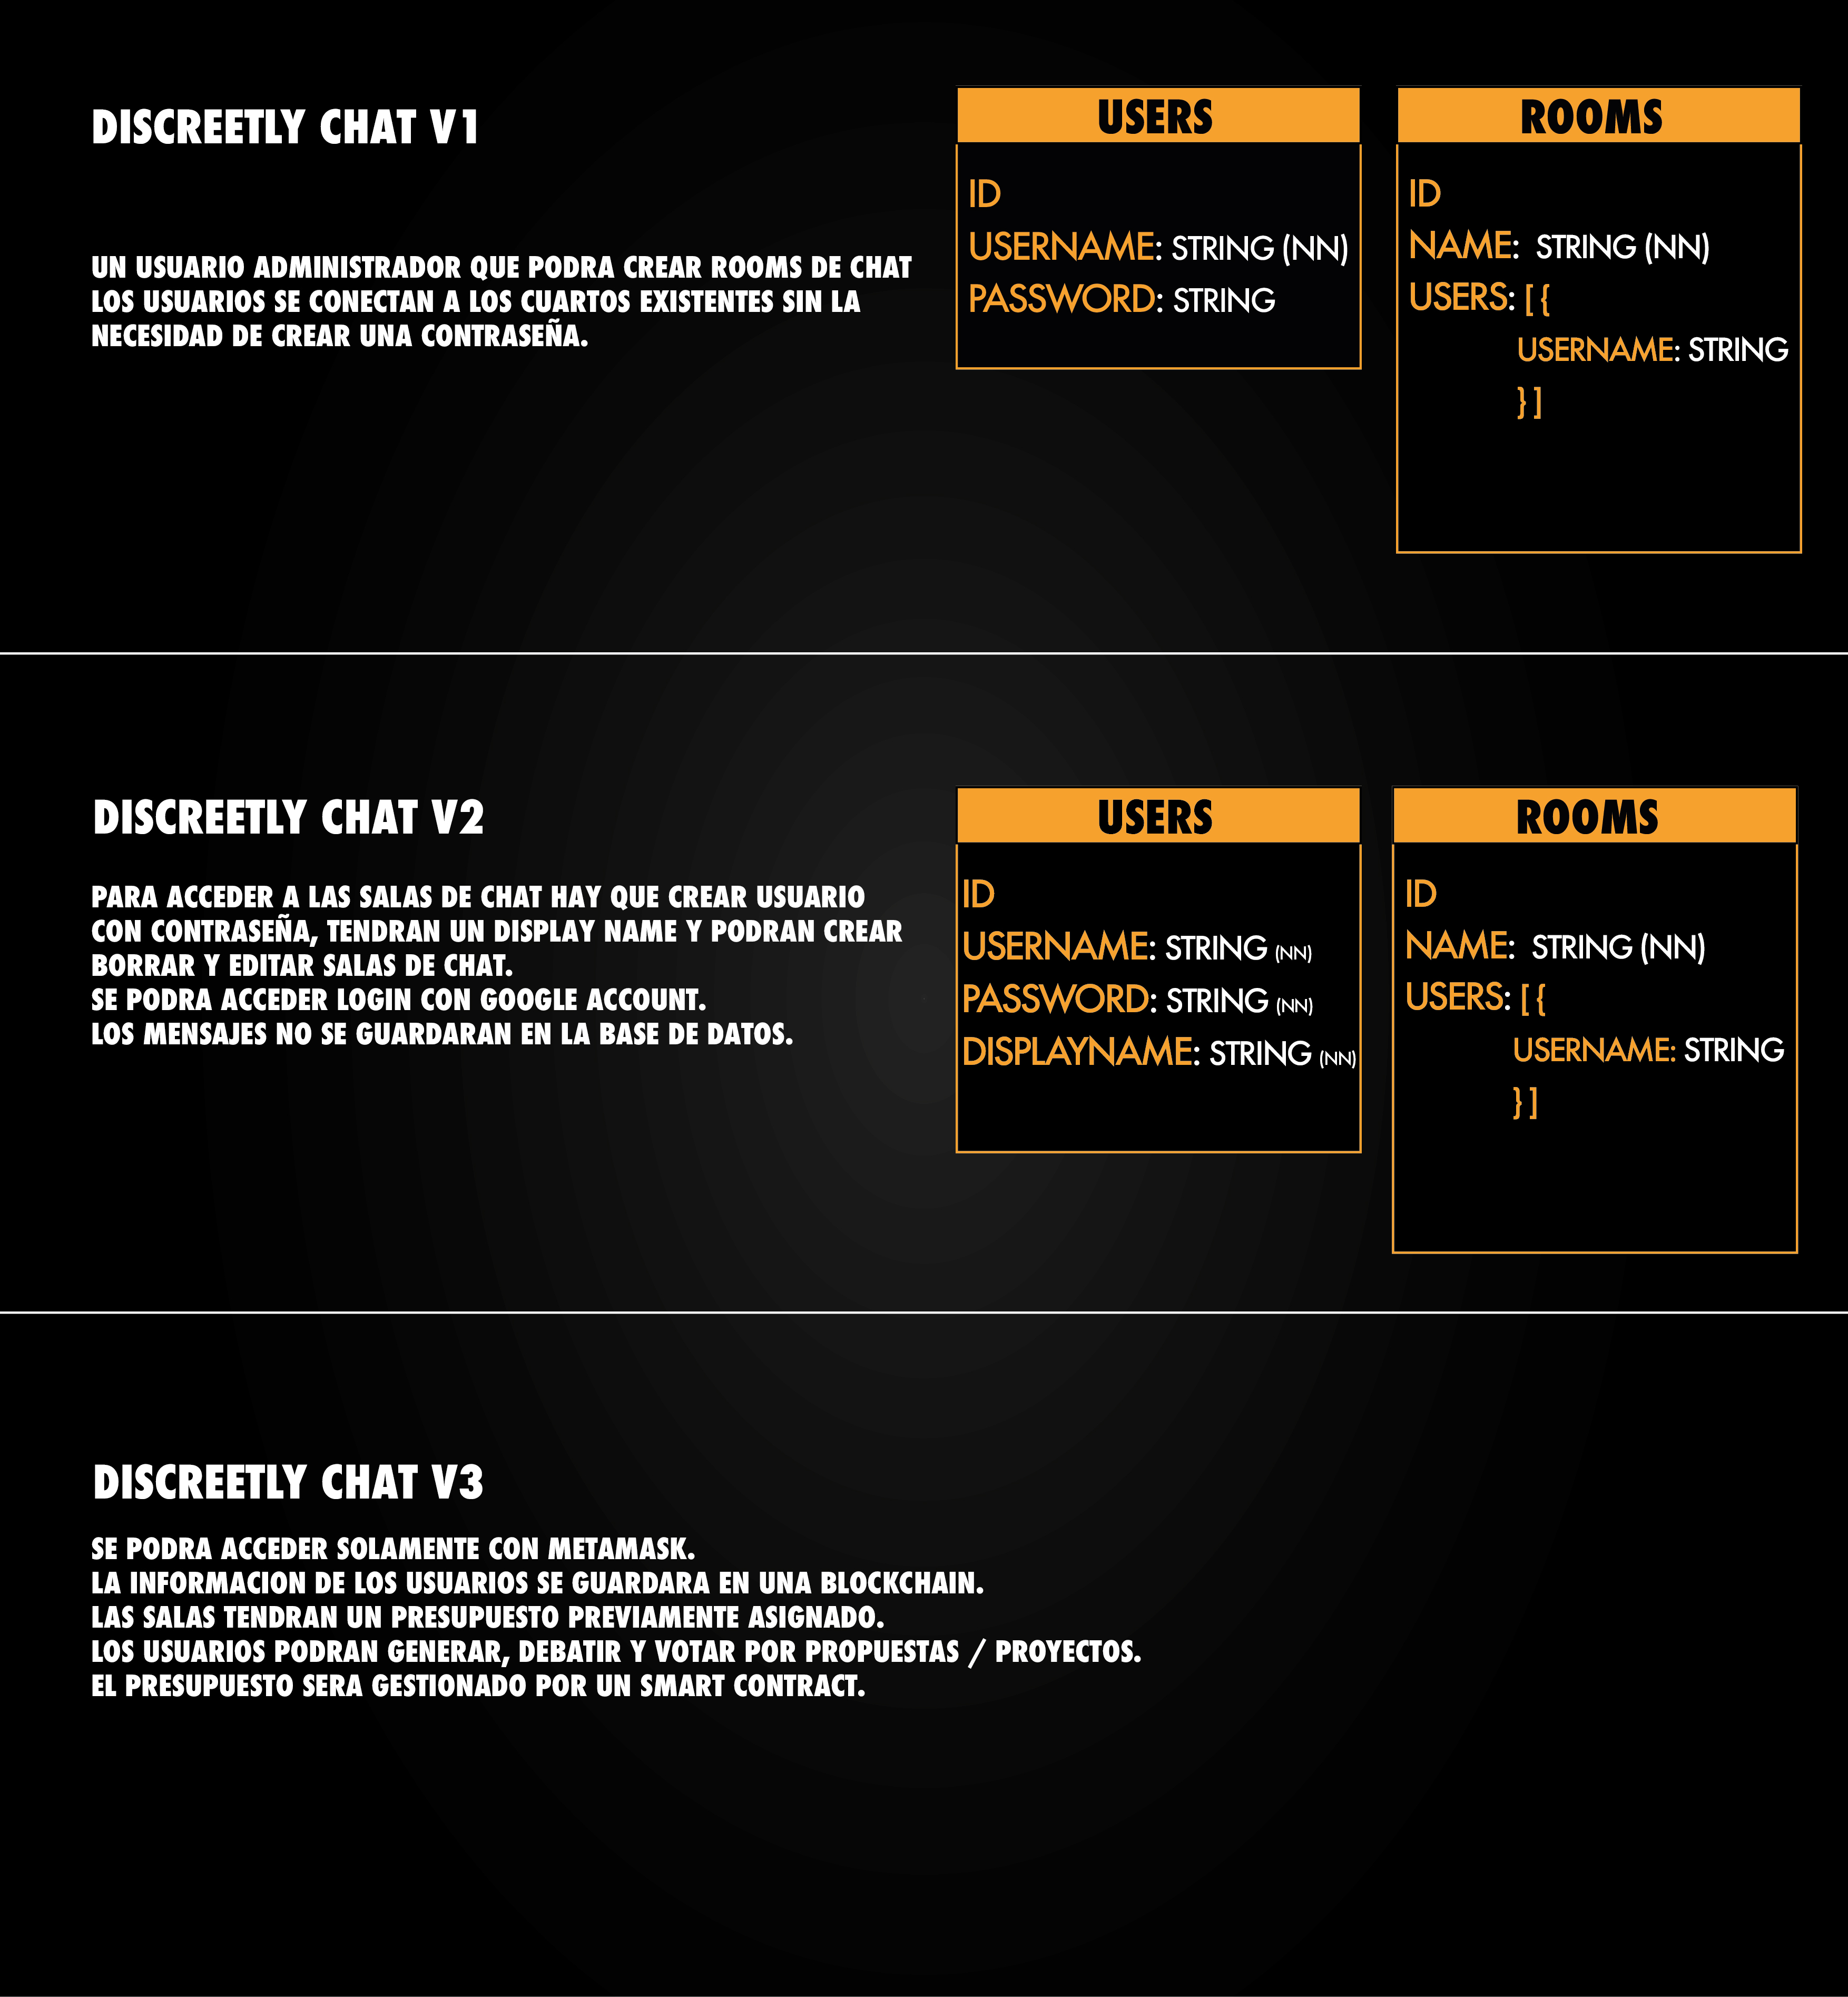 DISCREETLY CHAT V1
UN USUARIO ADMINISTRADOR QUE PODRA CREAR ROOMS DE CHAT
LOS USUARIOS SE CONECTAN A LOS CUARTOS EXISTENTES SIN LA
NECESIDAD DE CREAR UNA CONTRASEÑA.
USERS
ID
USERNAME: STRING (NN)
PASSWORD: STRING
ROOMS
ID
NAME: STRING (NN)
USERS: [ {
USERNAME: STRING
} ]
DISCREETLY CHAT V2
PARA ACCEDER A LAS SALAS DE CHAT HAY QUE CREAR USUARIO
CON CONTRASEÑA, TENDRAN UN DISPLAY NAME Y PODRAN CREAR
BORRAR Y EDITAR SALAS DE CHAT.
SE PODRA ACCEDER LOGIN CON GOOGLE ACCOUNT.
LOS MENSAJES NO SE GUARDARAN EN LA BASE DE DATOS.
USERS
ID
USERNAME: STRING (NN)
PASSWORD: STRING (NN)
DISPLAYNAME: STRING (NN)
ROOMS
ID
NAME: STRING (NN)
USERS: [ {
USERNAME: STRING
} ]
DISCREETLY CHAT V3
SE PODRA ACCEDER SOLAMENTE CON METAMASK.
LA INFORMACION DE LOS USUARIOS SE GUARDARA EN UNA BLOCKCHAIN.
LAS SALAS TENDRAN UN PRESUPUESTO PREVIAMENTE ASIGNADO.
LOS USUARIOS PODRAN GENERAR, DEBATIR Y VOTAR POR PROPUESTAS / PROYECTOS.
EL PRESUPUESTO SERA GESTIONADO POR UN SMART CONTRACT.